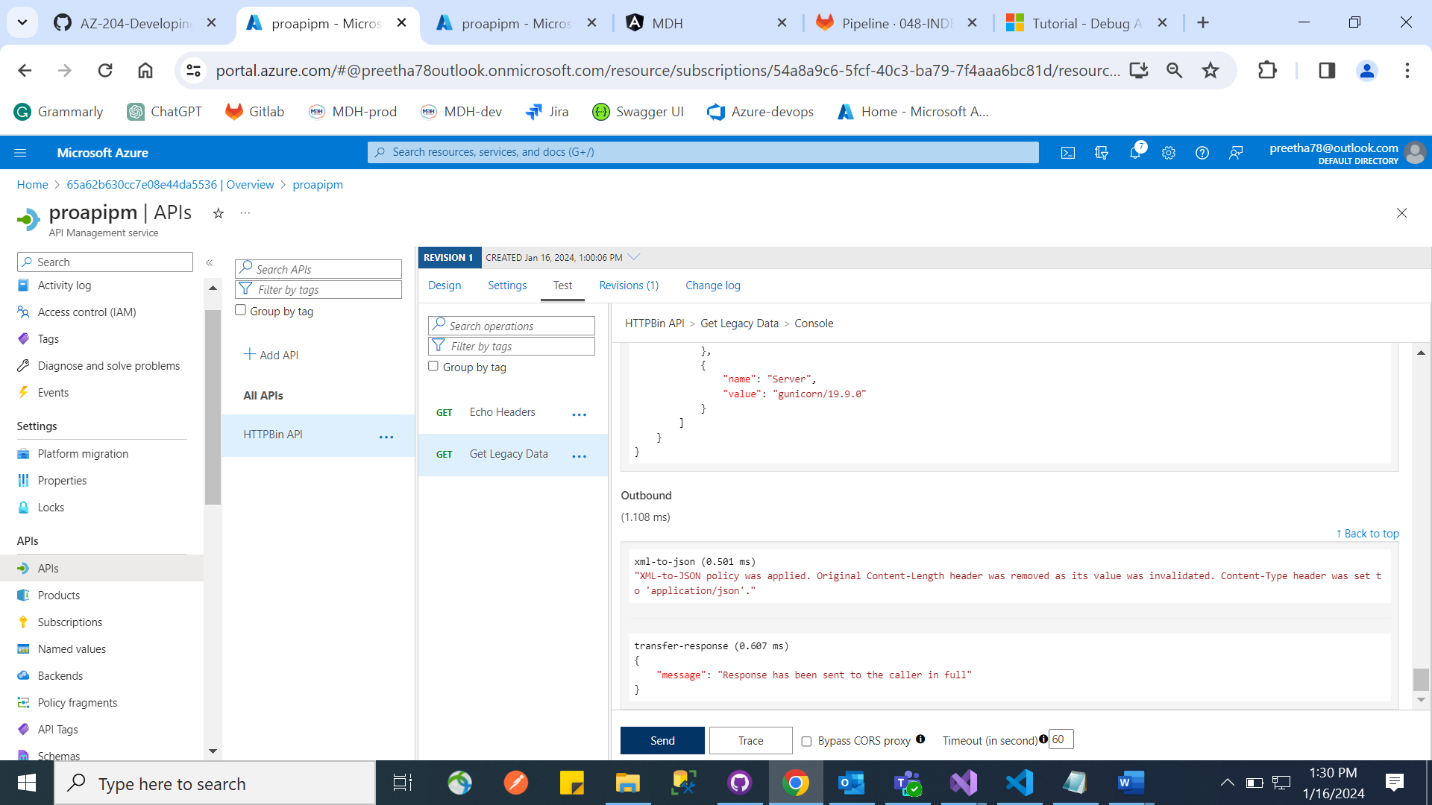 AZ-204-Developin
proapipm - Micros
proapipm - Micros
MDH
Pipeline · 048-INDE
Tutorial - Debug A
portal.azure.com/#@preetha78outlook.onmicrosoft.com/resource/subscriptions/54a8a9c6-5fcf-40c3-ba79-7f4aaa6bc81d/resourc...
Grammarly
ChatGPT
Gitlab
MDH-prod
MDH-dev
Jira
Swagger UI
Azure-devops
Home - Microsoft A...
Microsoft Azure
Search resources, services, and docs (G+/)
7
preetha78@outlook.com
DEFAULT DIRECTORY
Home > 65a62b630cc7e08e44da5536 | Overview > proapipm
proapipm | APIs
API Management service
Search
Activity log
Access control (IAM)
Tags
Diagnose and solve problems
Events
Settings
Platform migration
Properties
Locks
APIs
APIs
Products
Subscriptions
Named values
Backends
Policy fragments
API Tags
Schemas
Search APIs
Filter by tags
Group by tag
+ Add API
All APIs
HTTPBin API
REVISION 1 CREATED Jan 16, 2024, 1:00:06 PM
Design Settings Test Revisions (1) Change log
Search operations
Filter by tags
Group by tag
GET Echo Headers
GET Get Legacy Data
HTTPBin API > Get Legacy Data > Console
},
{
"name": "Server",
"value": "gunicorn/19.9.0"
}
]
}
}
Outbound
(1.108 ms)
↑ Back to top
xml-to-json (0.501 ms)
"XML-to-JSON policy was applied. Original Content-Length header was removed as its value was invalidated. Content-Type header was set t
o 'application/json'."
transfer-response (0.607 ms)
{
"message": "Response has been sent to the caller in full"
}
Send
Trace
Bypass CORS proxy
Timeout (in second)
60
Type here to search
1:30 PM
1/16/2024